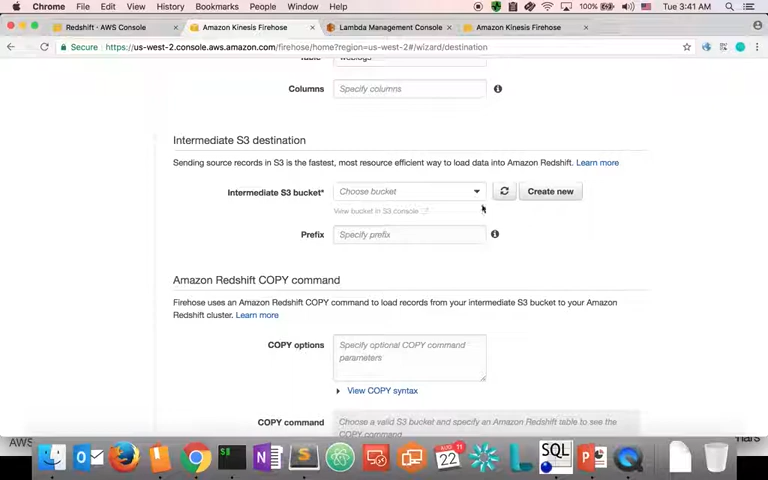 Chrome File Edit View History Bookmarks People Window Help 100% Tue 3:41 AM
Redshift · AWS Console
Amazon Kinesis Firehose
Lambda Management Console
Amazon Kinesis Firehose
Secure https://us-west-2.console.aws.amazon.com/firehose/home?region=us-west-2#/wizard/destination
Table weblogs
Columns Specify columns
Intermediate S3 destination
Sending source records in S3 is the fastest, most resource efficient way to load data into Amazon Redshift. Learn more
Intermediate S3 bucket* Choose bucket Create new
View bucket in S3 console
Prefix Specify prefix
Amazon Redshift COPY command
Firehose uses an Amazon Redshift COPY command to load records from your intermediate S3 bucket to your Amazon
Redshift cluster. Learn more
COPY options Specify optional COPY command
parameters
View COPY syntax
COPY command Choose a valid S3 bucket and specify an Amazon Redshift table to see the
COPY command.
AWS
AUG 11
22
SQL